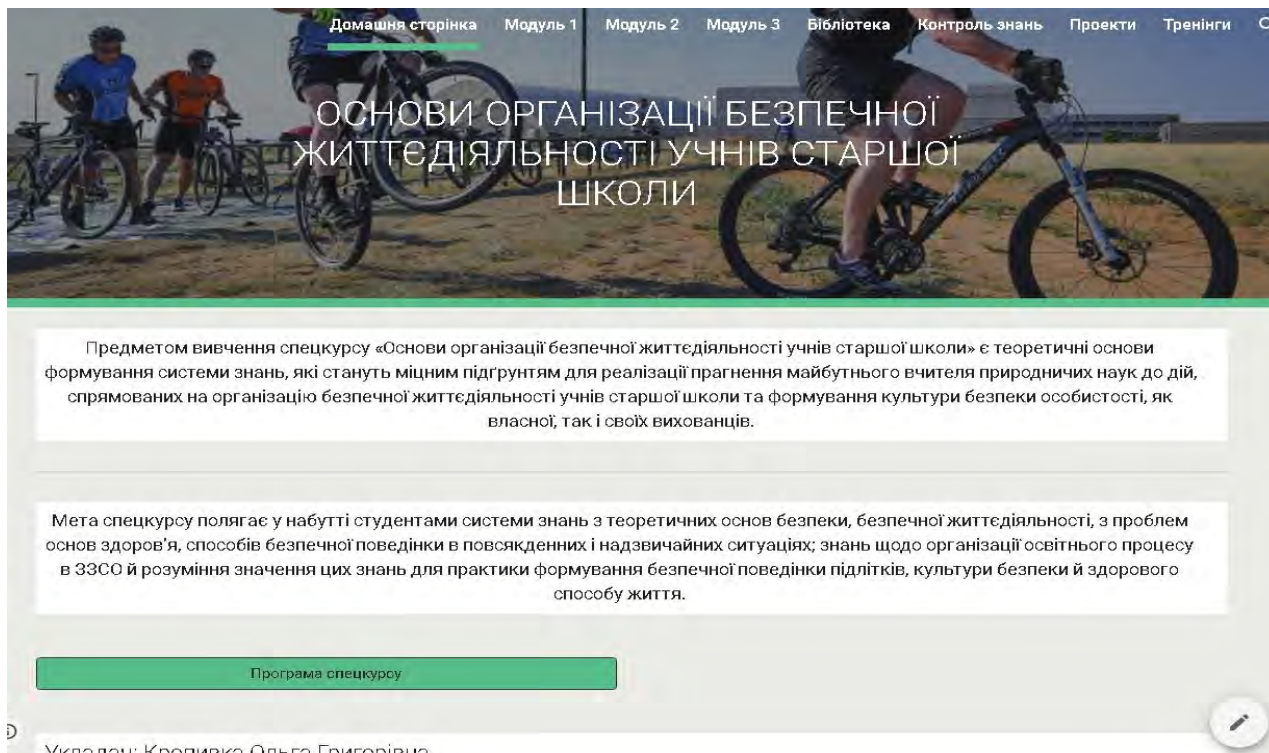 Домашня сторінка Модуль 1 Модуль 2 Модуль 3 Бібліотека Контроль знань Проекти Тренінги
ОСНОВИ ОРГАНІЗАЦІЇ БЕЗПЕЧНОЇ
ЖИТТЄДІЯЛЬНОСТІ УЧНІВ СТАРШОЇ
ШКОЛИ
Предметом вивчення спецкурсу «Основи організації безпечної життєдіяльності учнів старшої школи» є теоретичні основи
формування системи знань, які стануть міцним підґрунтям для реалізації прагнення майбутнього вчителя природничих наук до дій,
спрямованих на організацію безпечної життєдіяльності учнів старшої школи та формування культури безпеки особистості, як
власної, так і своїх вихованців.
Мета спецкурсу полягає у набутті студентами системи знань з теоретичних основ безпеки, безпечної життєдіяльності, з проблем
основ здоров'я, способів безпечної поведінки в повсякденних і надзвичайних ситуаціях; знань щодо організації освітнього процесу
в ЗЗСО й розуміння значення цих знань для практики формування безпечної поведінки підлітків, культури безпеки й здорового
способу життя.
Програма спецкурсу
Укладач: Кропивка Ольга Григорівна